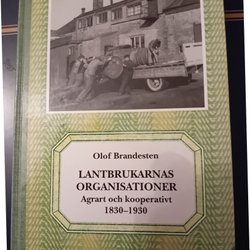 Olof Brandesten
LANTBRUKARNAS
ORGANISATIONER
Agrart och kooperativt
1830–1930